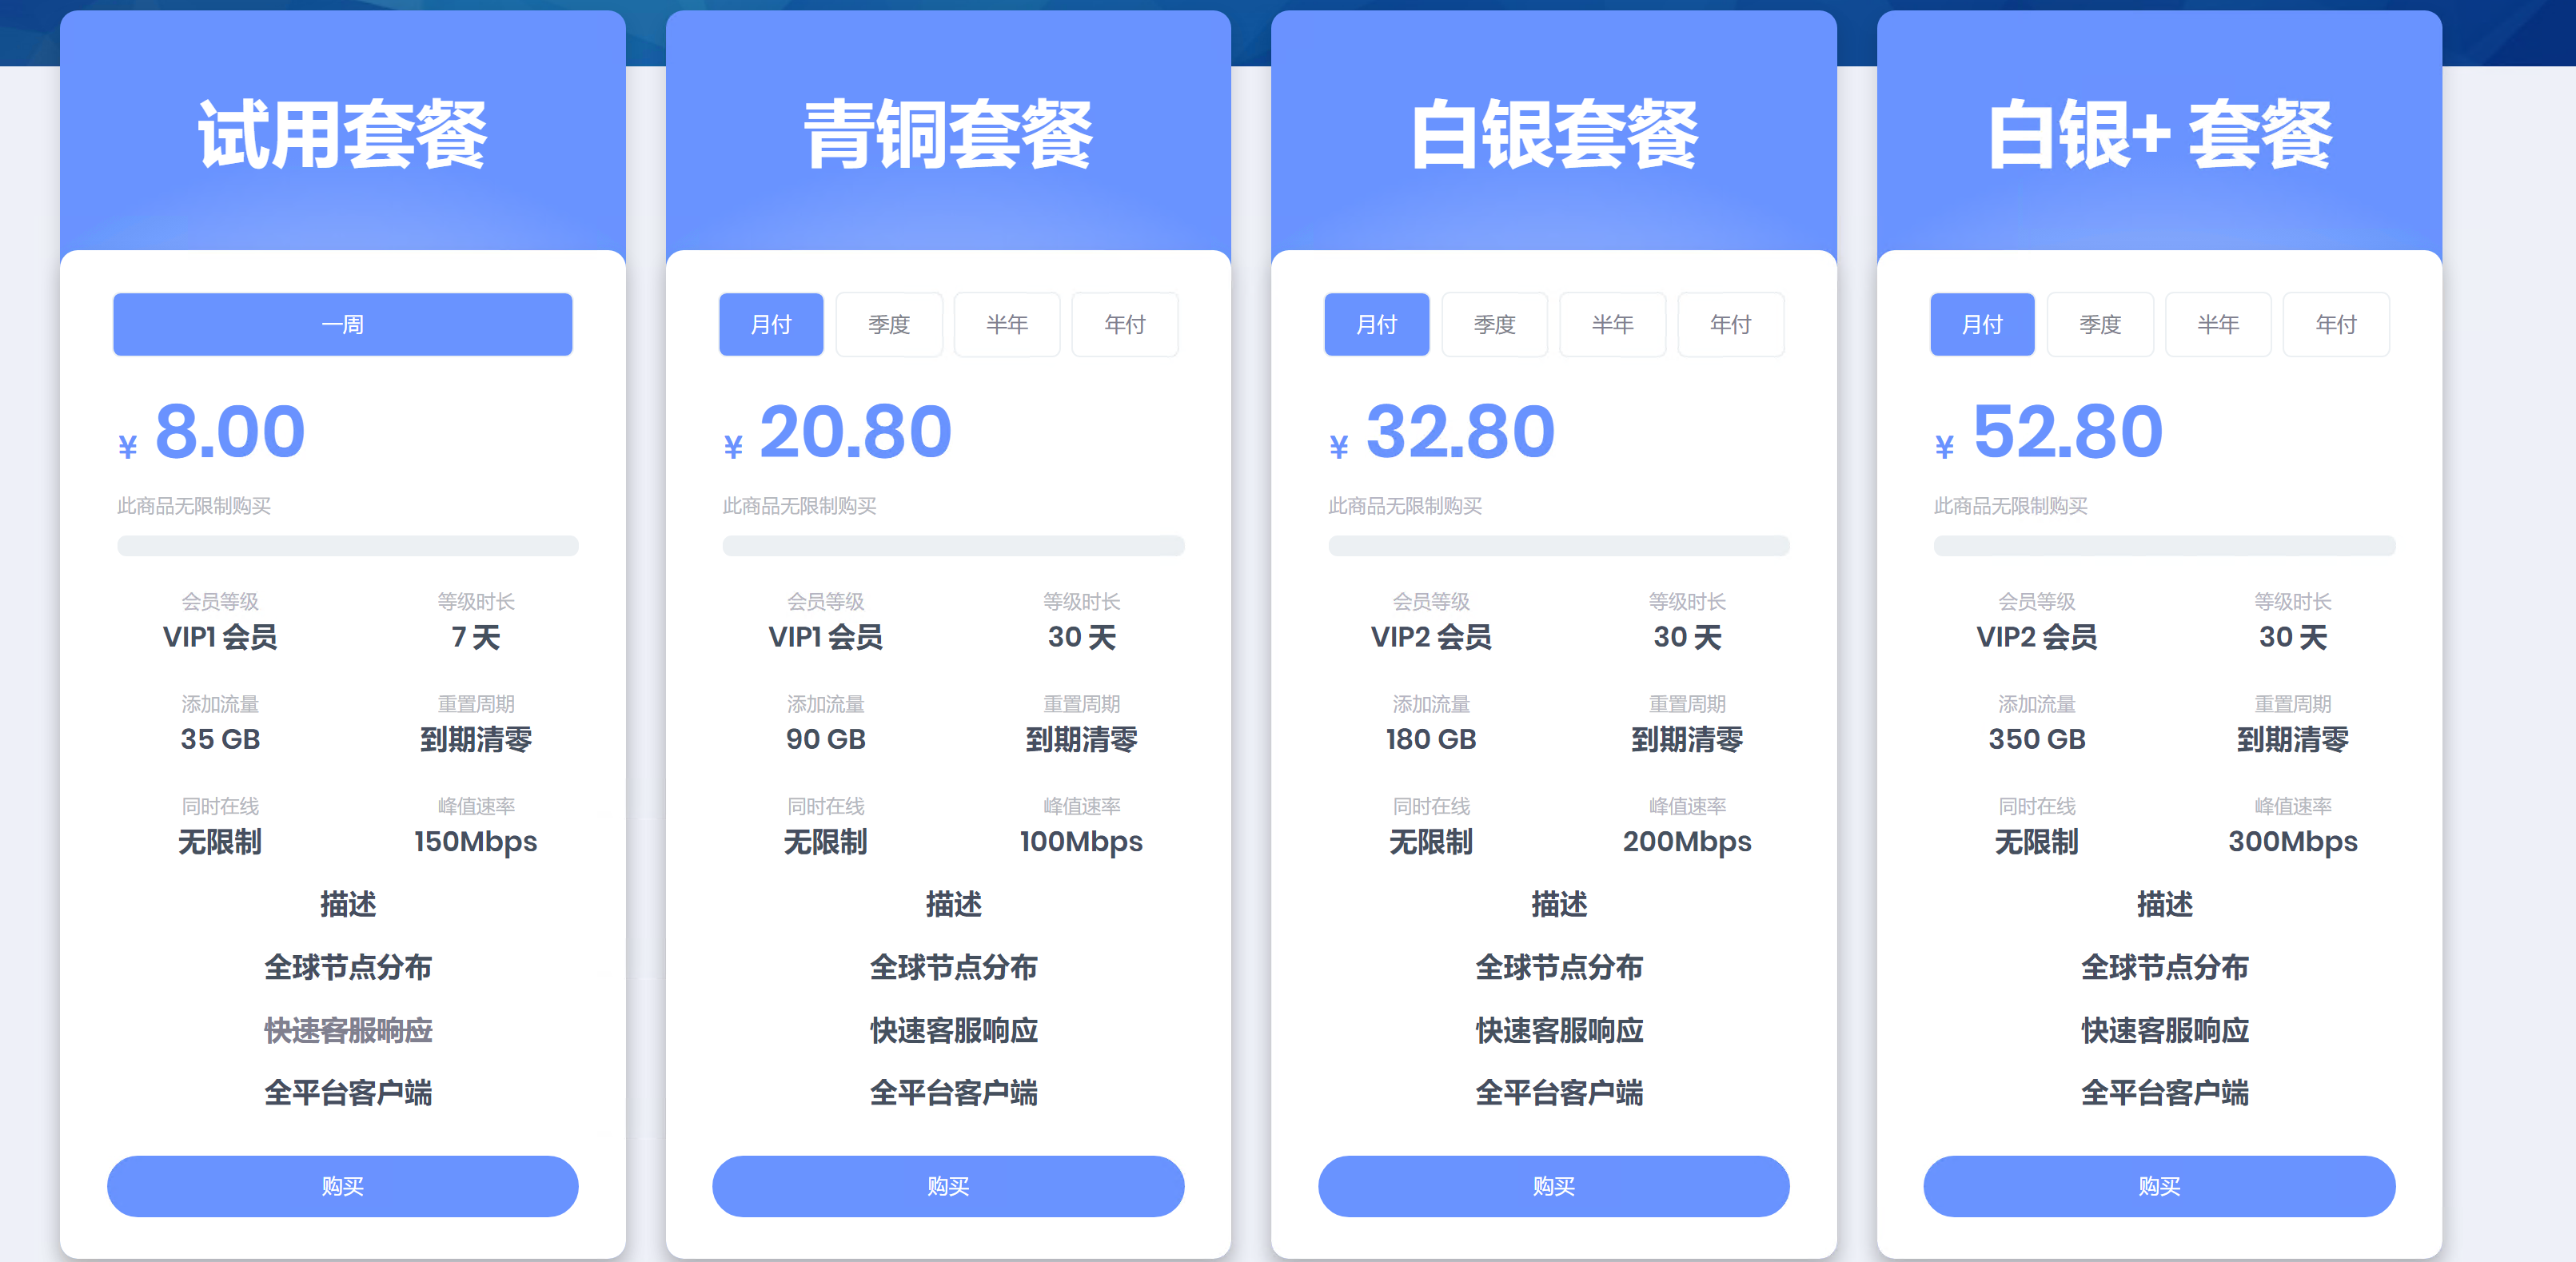 试用套餐
一周
¥ 8.00
此商品无限制购买
会员等级 等级时长
VIP1 会员 7 天
添加流量 重置周期
35 GB 到期清零
同时在线 峰值速率
无限制 150Mbps
描述
全球节点分布
快速客服响应
全平台客户端
购买
青铜套餐
月付 季度 半年 年付
¥ 20.80
此商品无限制购买
会员等级 等级时长
VIP1 会员 30 天
添加流量 重置周期
90 GB 到期清零
同时在线 峰值速率
无限制 100Mbps
描述
全球节点分布
快速客服响应
全平台客户端
购买
白银套餐
月付 季度 半年 年付
¥ 32.80
此商品无限制购买
会员等级 等级时长
VIP2 会员 30 天
添加流量 重置周期
180 GB 到期清零
同时在线 峰值速率
无限制 200Mbps
描述
全球节点分布
快速客服响应
全平台客户端
购买
白银+ 套餐
月付 季度 半年 年付
¥ 52.80
此商品无限制购买
会员等级 等级时长
VIP2 会员 30 天
添加流量 重置周期
350 GB 到期清零
同时在线 峰值速率
无限制 300Mbps
描述
全球节点分布
快速客服响应
全平台客户端
购买